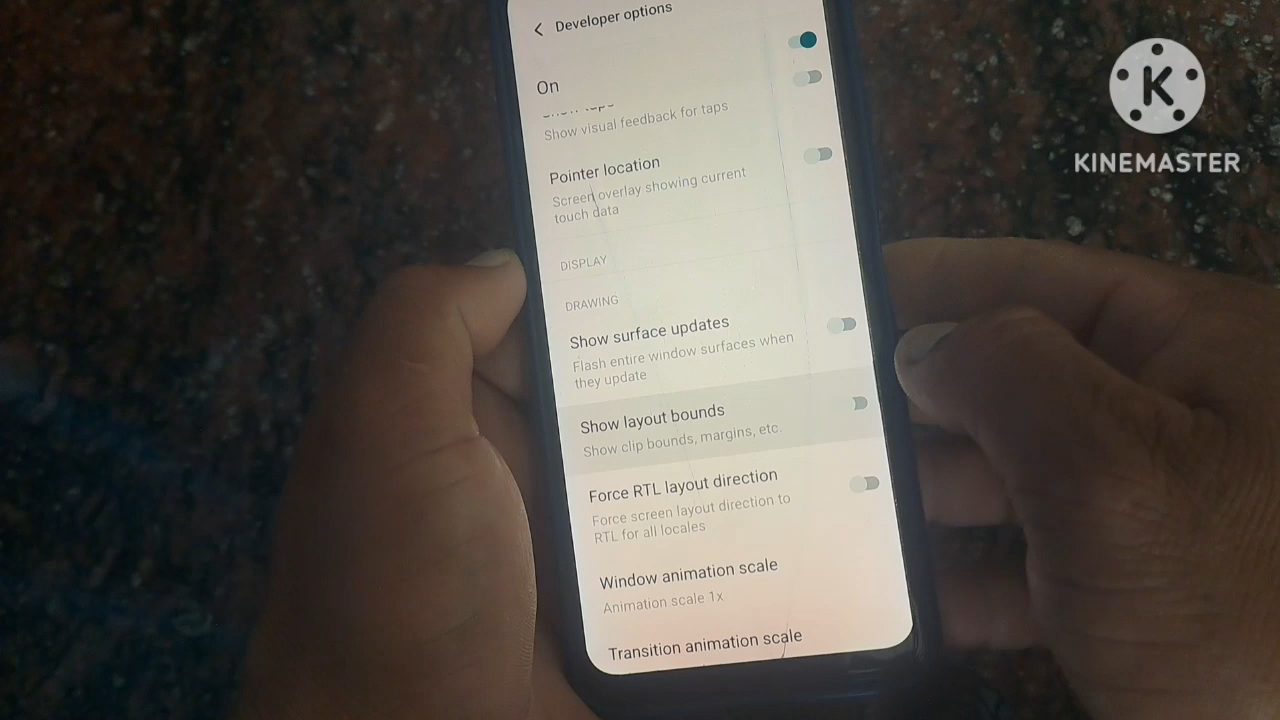 Developer options
On
Show visual feedback for taps
Pointer location
Screen overlay showing current
touch data
DISPLAY
DRAWING
Show surface updates
Flash entire window surfaces when
they update
Show layout bounds
Show clip bounds, margins, etc.
Force RTL layout direction
Force screen layout direction to
RTL for all locales
Window animation scale
Animation scale 1x
Transition animation scale
K
KINEMASTER